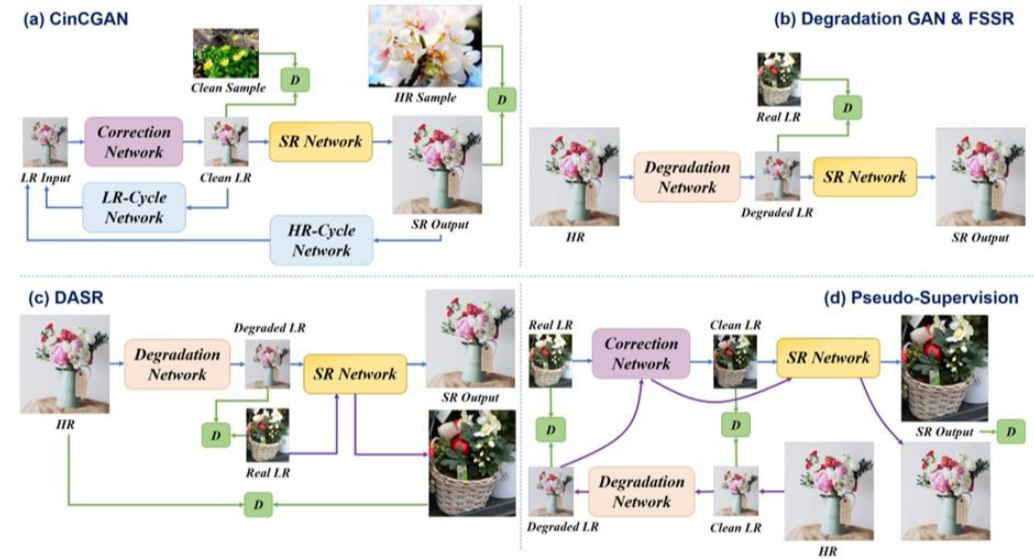 (a) CinCGAN
Clean Sample
D
HR Sample
D
LR Input
Correction
Network
Clean LR
SR Network
SR Output
LR-Cycle
Network
HR-Cycle
Network
(b) Degradation GAN & FSSR
Real LR
D
HR
Degradation
Network
Degraded LR
SR Network
SR Output
(c) DASR
HR
Degradation
Network
Degraded LR
SR Network
SR Output
D
Real LR
D
(d) Pseudo-Supervision
Real LR
Correction
Network
Clean LR
SR Network
SR Output
D
D
D
Degraded LR
Degradation
Network
Clean LR
HR